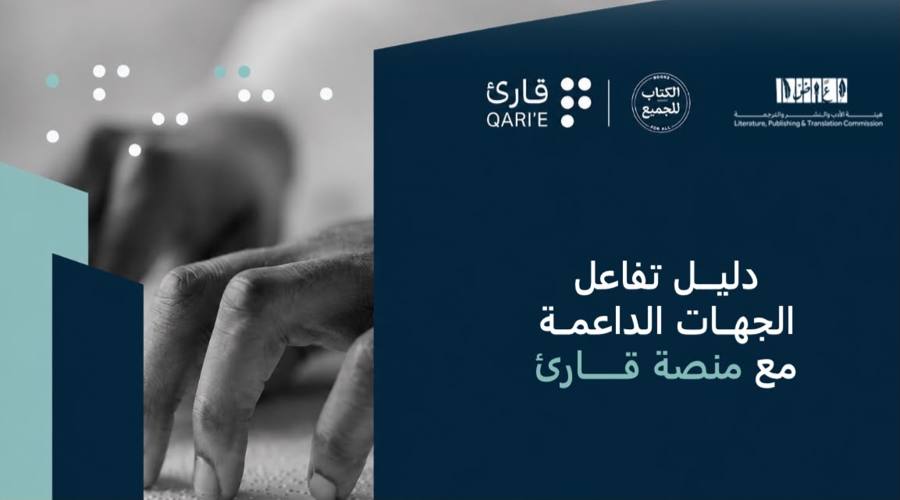 قارئ
QARI'E
BOOKS
الكتاب
للجميع
FOR ALL
هيئة الأدب والنشر والترجمة
Literature, Publishing & Translation Commission
دليل تفاعل
الجهات الداعمة
مع منصة قارئ